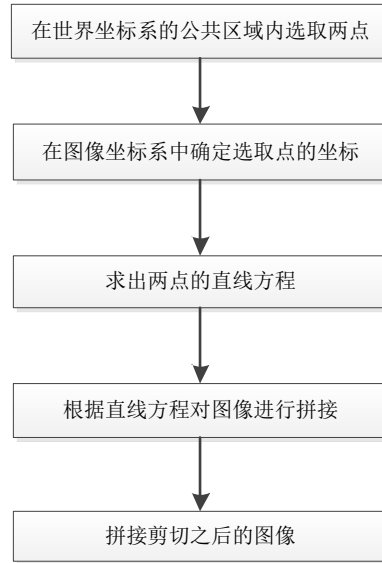 在世界坐标系的公共区域内选取两点
在图像坐标系中确定选取点的坐标
求出两点的直线方程
根据直线方程对图像进行拼接
拼接剪切之后的图像